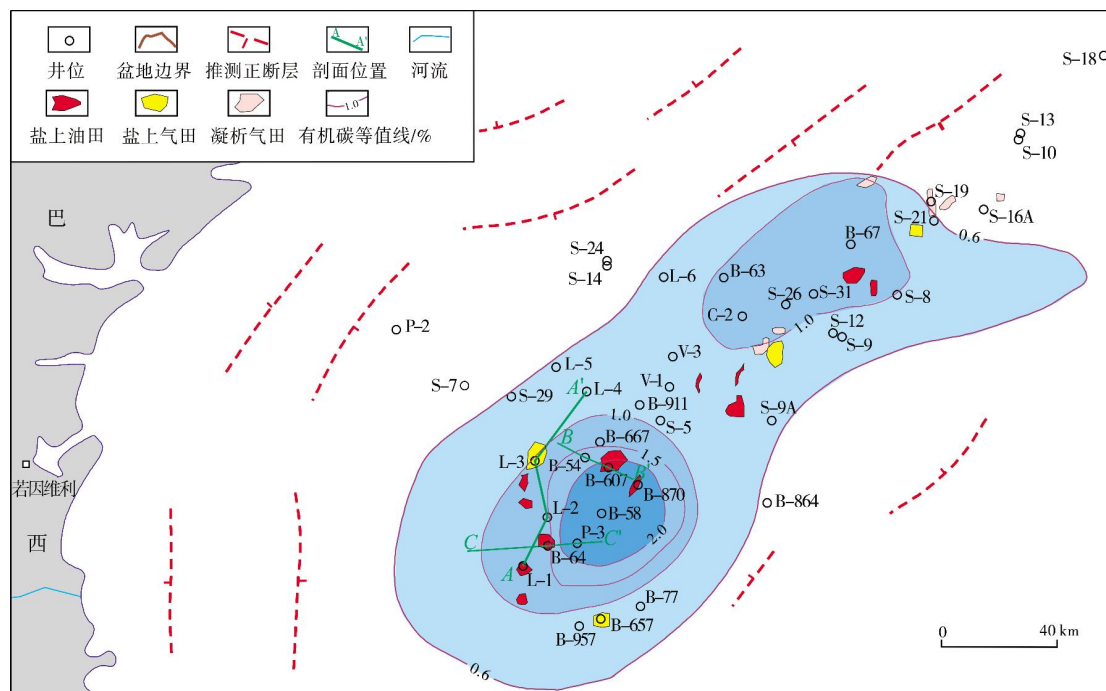 A A'
1.0
井位 盆地边界 推测正断层 剖面位置 河流
盐上油田 盐上气田 凝析气田 有机碳等值线/%
S-18
S-13
S-10
巴
S-19
S-16A
S-21
0.6
B-67
S-24
S-14
L-6
B-63
S-26
S-31
S-8
C-2
1.0
S-12
S-9
P-2
V-3
L-5
A'
L-4
V-1
S-7
S-29
B-911
1.0
S-5
S-9A
B
B-667
1.5
L-3
B-54
B-607
B'
B-870
若因维利
L-2
B-58
B-864
2.0
西
C
P-3
C'
B-64
A
L-1
B-77
B-657
B-957
0.6
0 40 km